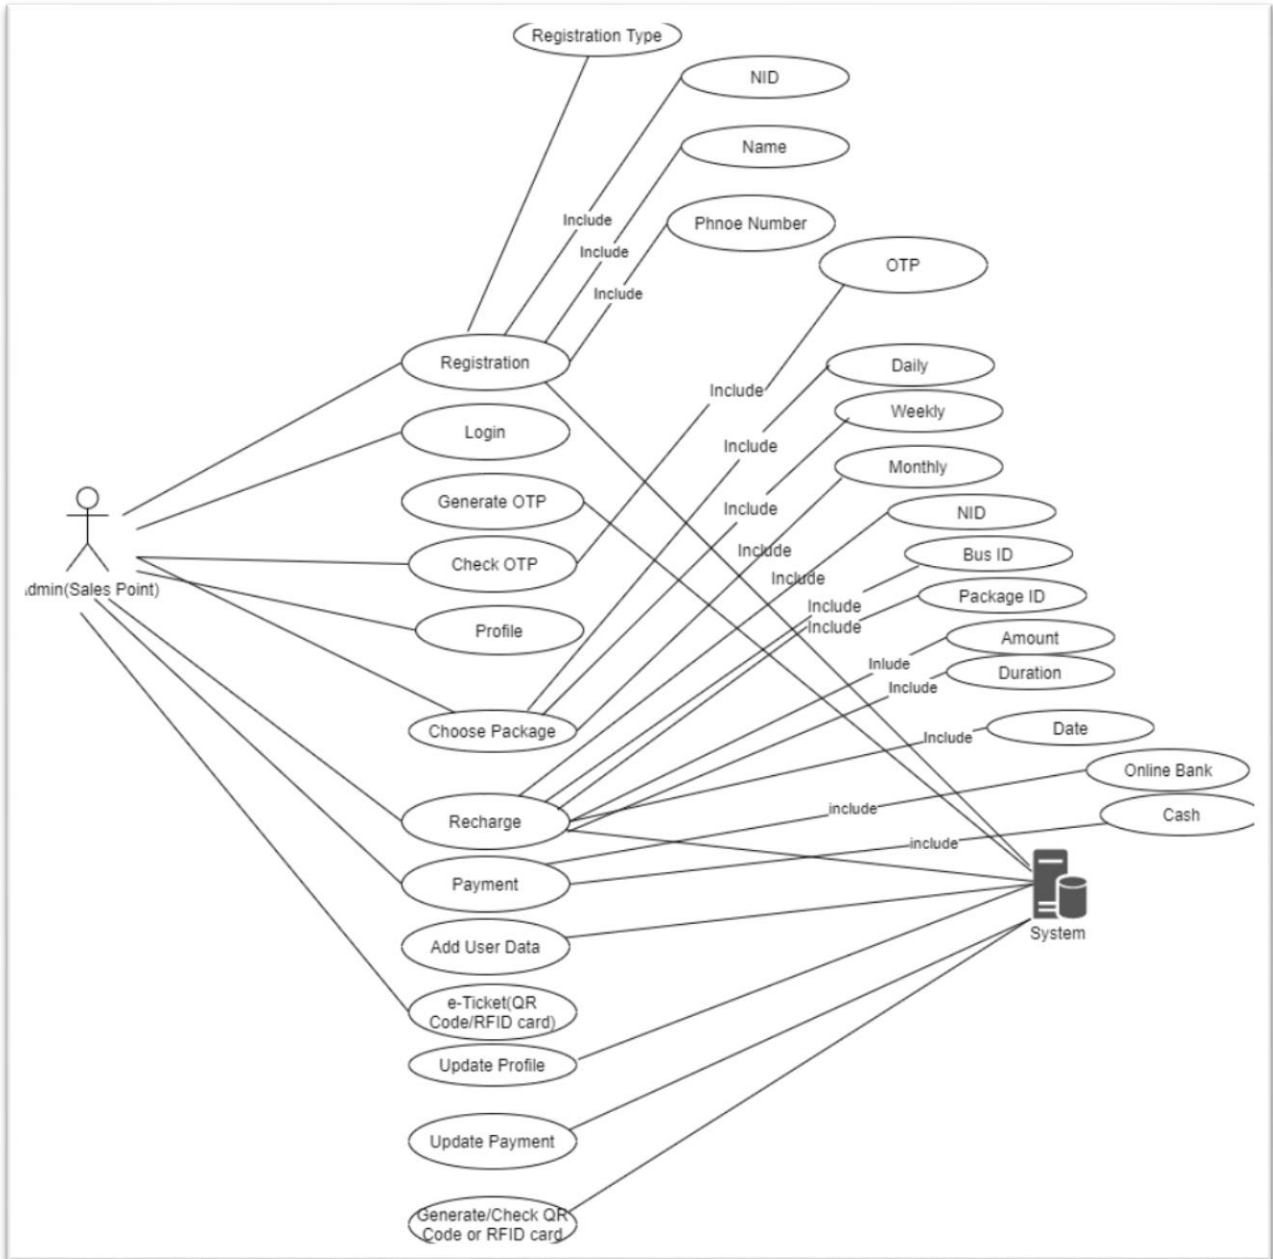 Registration Type
NID
Name
Include
Phnoe Number
Include
OTP
Include
Registration
Daily
Include
Weekly
Login
Include
Monthly
Generate OTP
Include
NID
Include
Bus ID
Check OTP
Include
dmin(Sales Point)
Package ID
Include
Include
Profile
Amount
Inlude
Duration
Include
Choose Package
Date
Include
Online Bank
Recharge
include
Cash
include
Payment
System
Add User Data
e-Ticket(QR
Code/RFID card)
Update Profile
Update Payment
Generate/Check QR
Code or RFID card